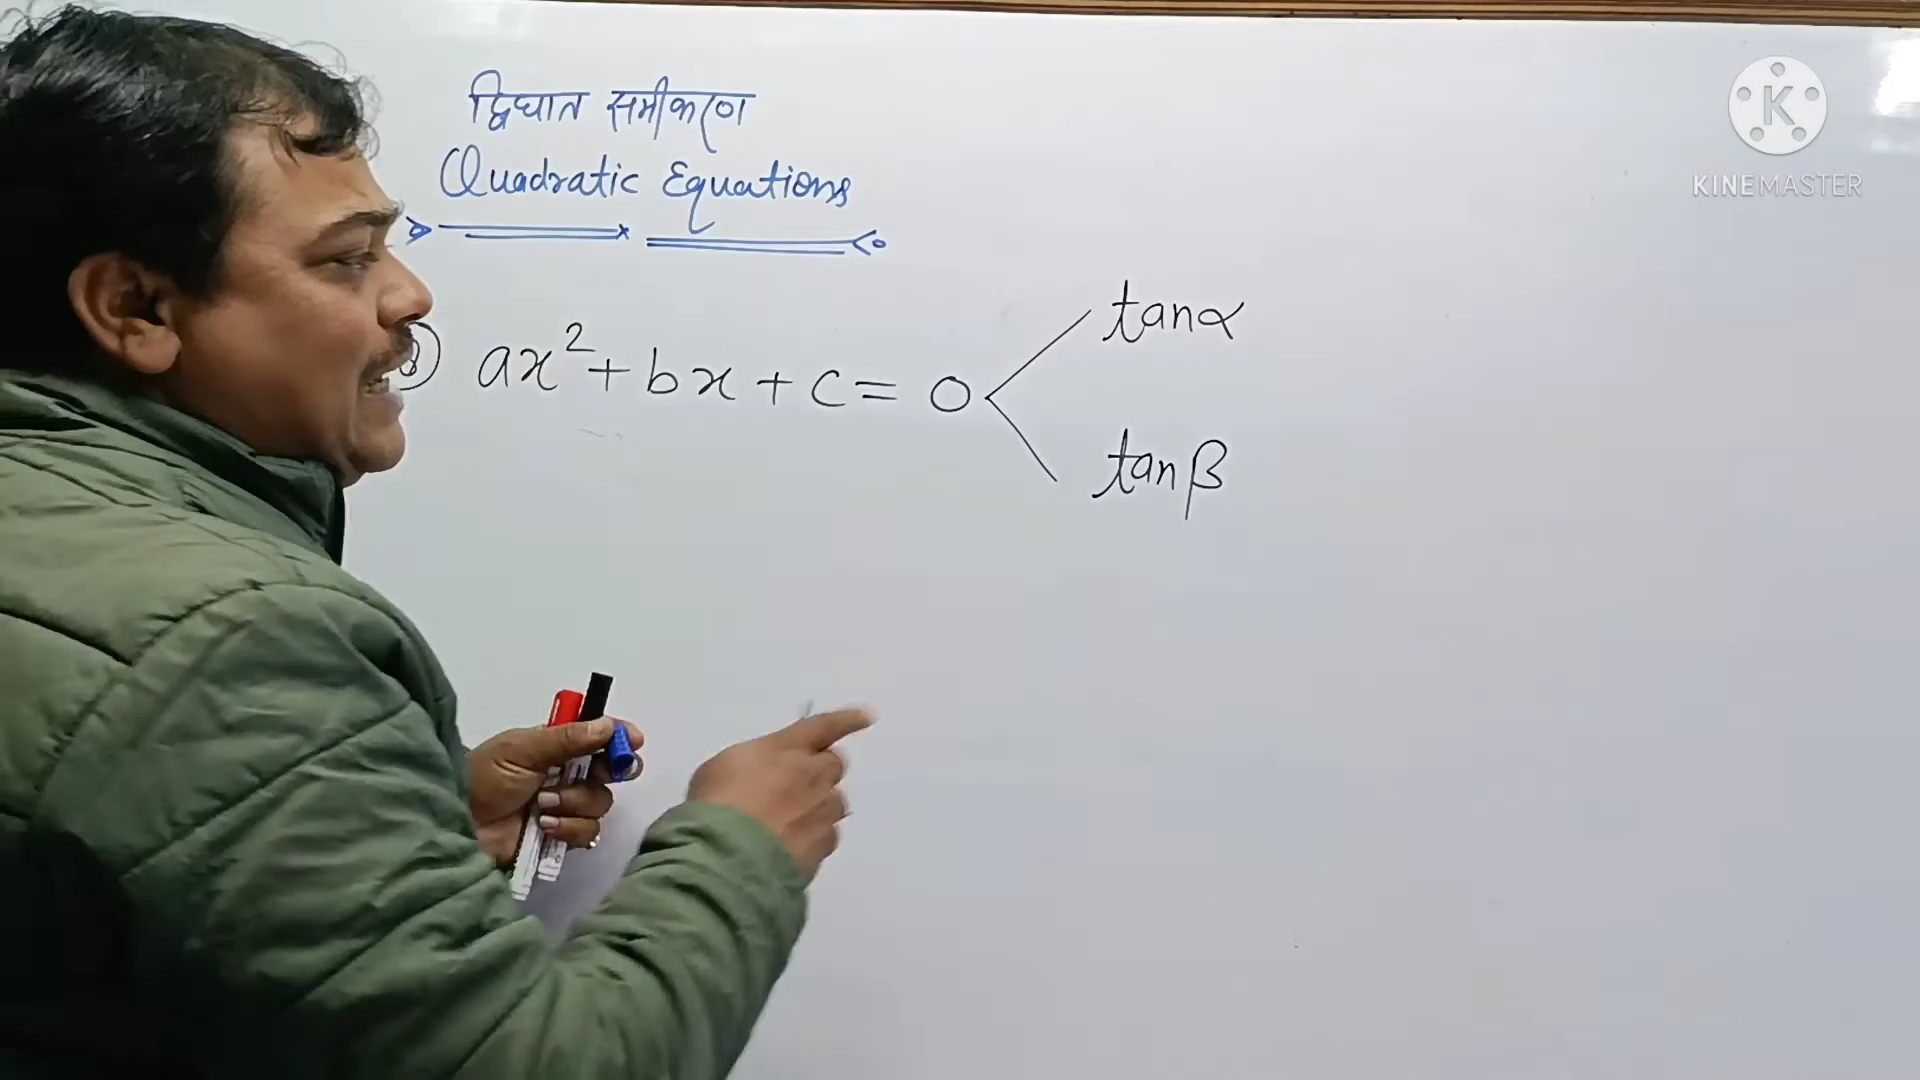 द्विघात समीकरण
Quadratic Equations
ax²+bx+c=0
tanα
tanβ
KINEMASTER